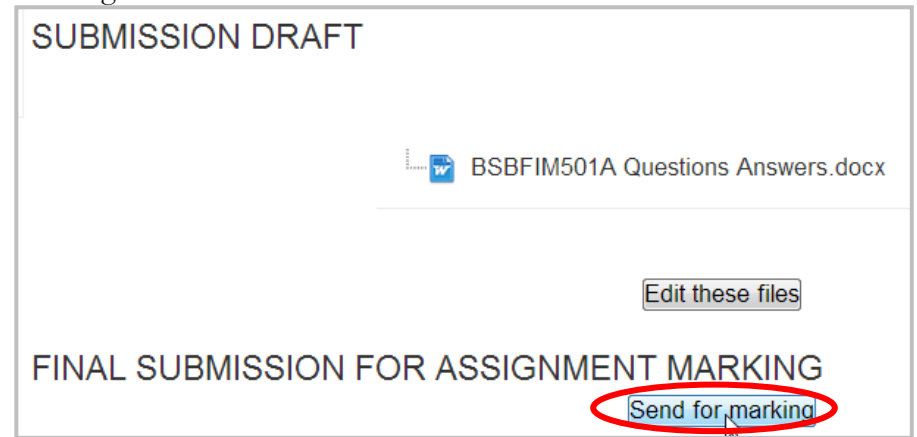 SUBMISSION DRAFT
BSBFIM501A Questions Answers.docx
Edit these files
FINAL SUBMISSION FOR ASSIGNMENT MARKING
Send for marking